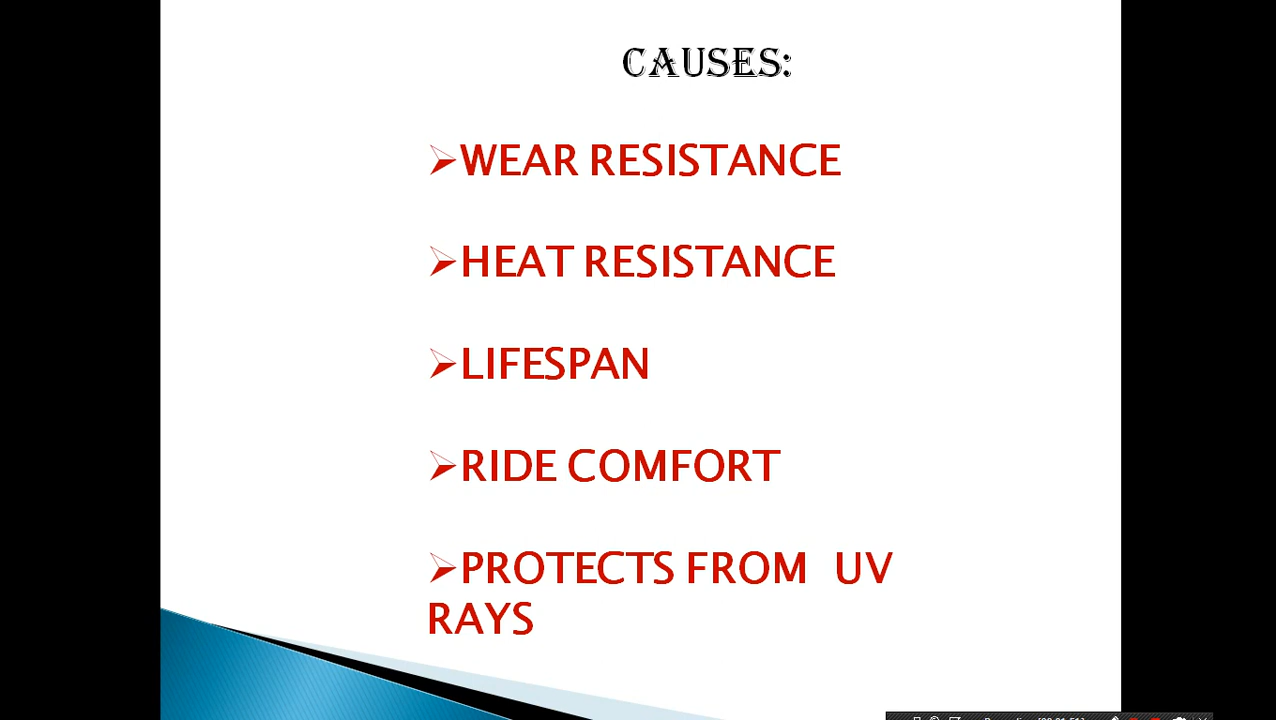 CAUSES:
➢WEAR RESISTANCE
➢HEAT RESISTANCE
➢LIFESPAN
➢RIDE COMFORT
➢PROTECTS FROM UV
RAYS